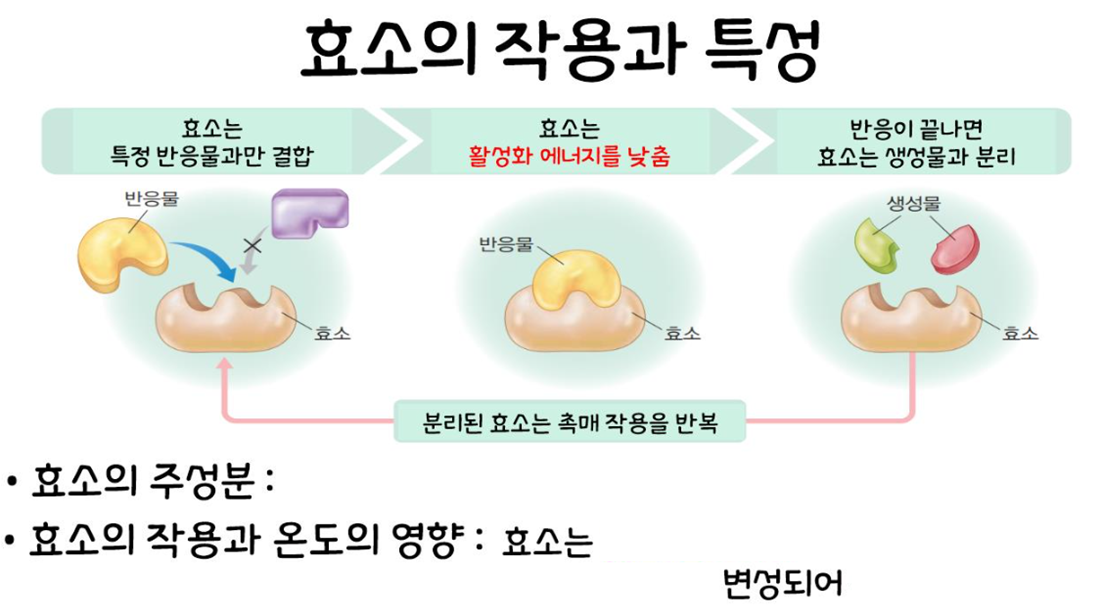 효소의 작용과 특성
효소는
특정 반응물과만 결합
효소는
활성화 에너지를 낮춤
반응이 끝나면
효소는 생성물과 분리
반응물
효소
반응물
효소
생성물
효소
분리된 효소는 촉매 작용을 반복
• 효소의 주성분 :
• 효소의 작용과 온도의 영향 : 효소는
변성되어